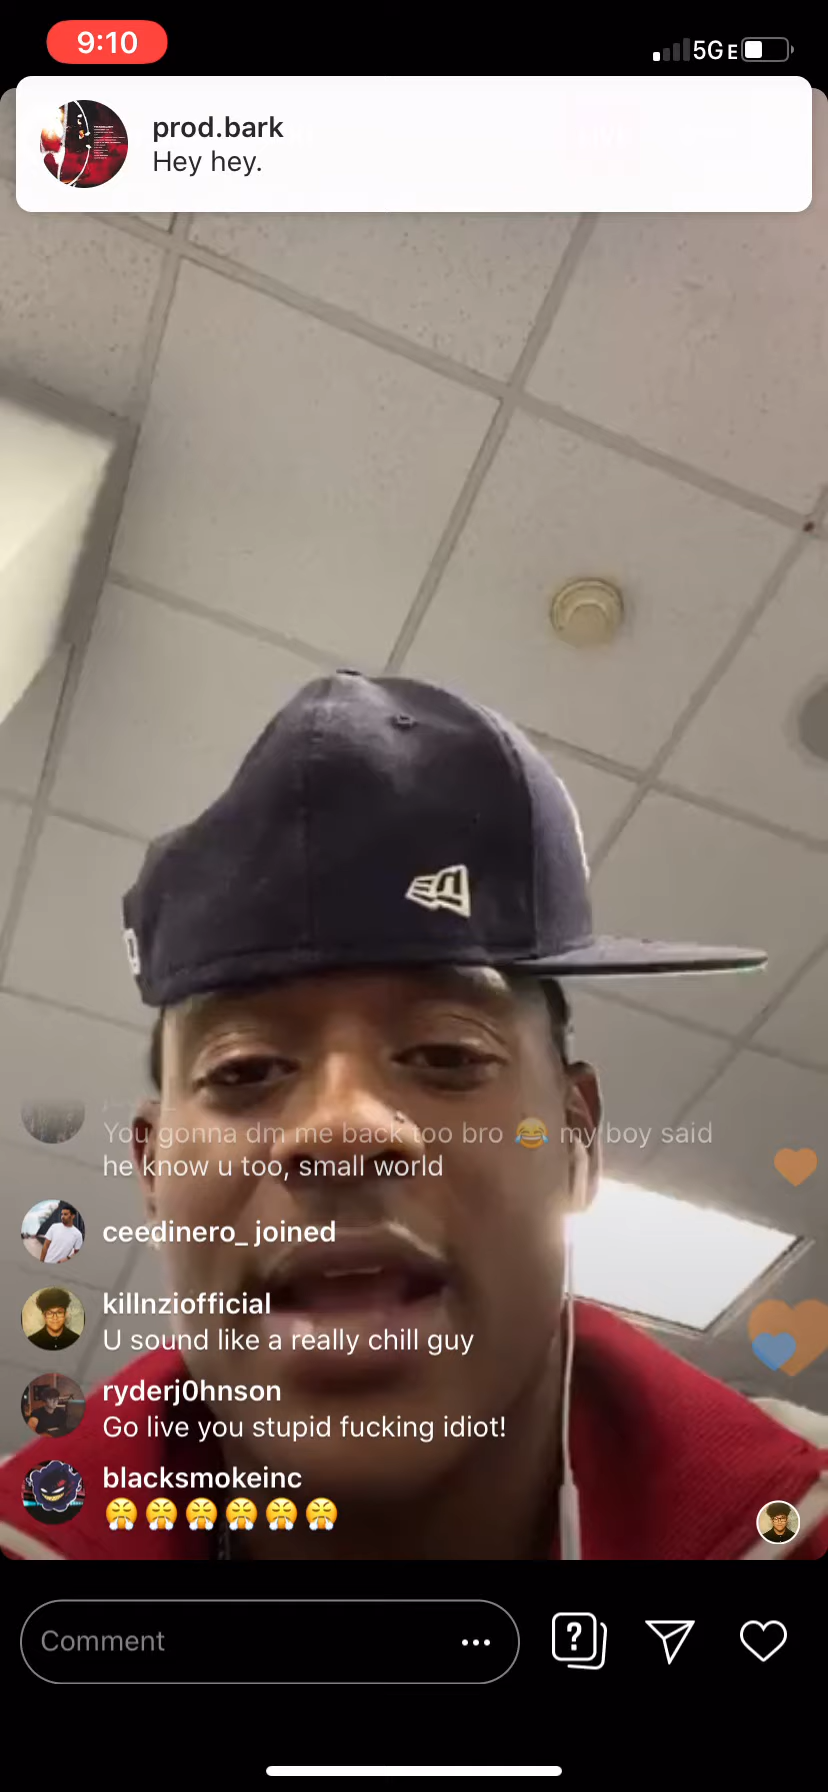 9:10
5G E
prod.bark
Hey hey.
You gonna dm me back too bro 😂 my boy said
he know u too, small world
ceedinero_ joined
killnziofficial
U sound like a really chill guy
ryderj0hnson
Go live you stupid fucking idiot!
blacksmokeinc
😤😤😤😤😤😤
Comment